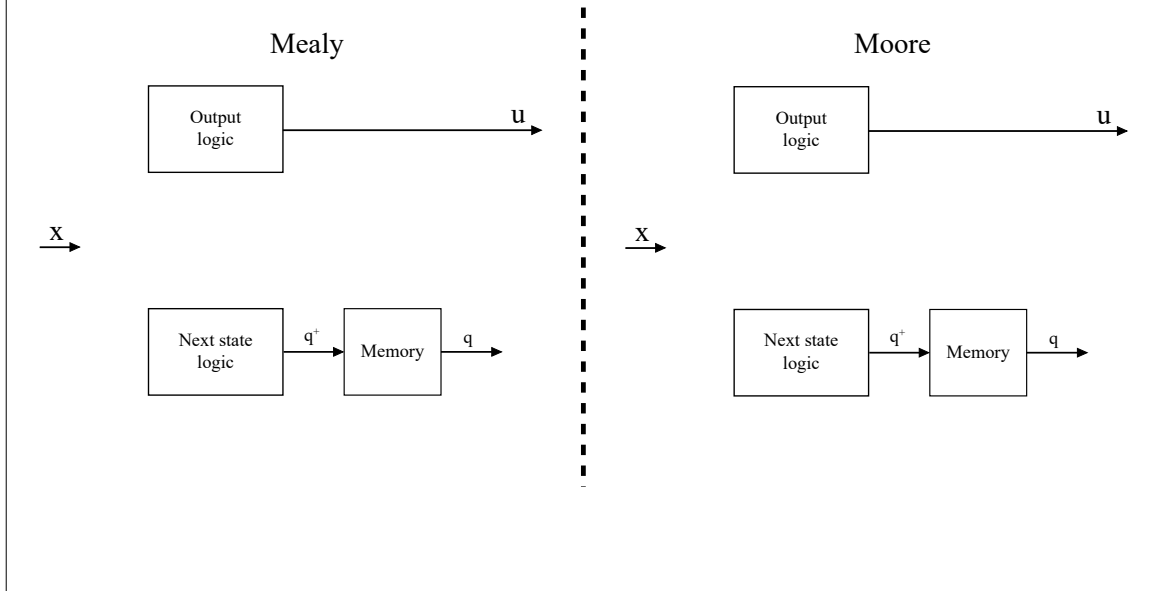 Mealy
Output
logic
u
x
Next state
logic
q⁺
Memory
q
Moore
Output
logic
u
x
Next state
logic
q⁺
Memory
q